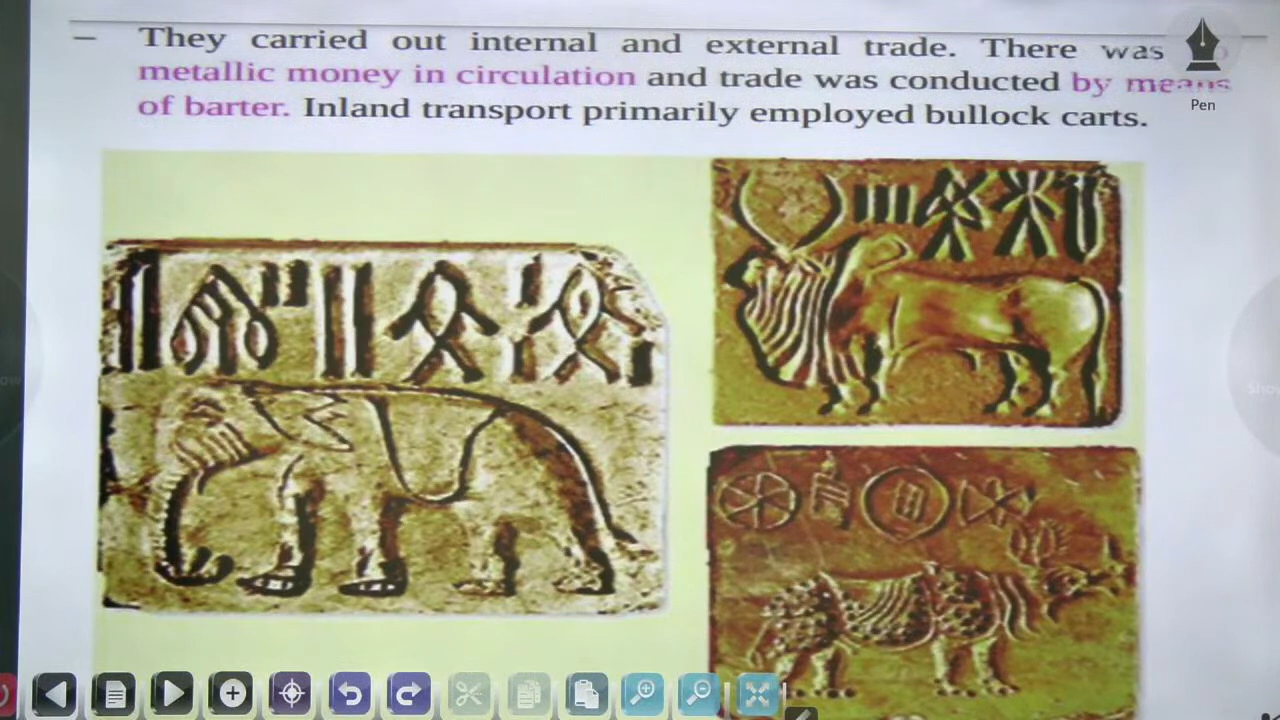 — They carried out internal and external trade. There was
metallic money in circulation and trade was conducted by means
of barter. Inland transport primarily employed bullock carts.
Pen